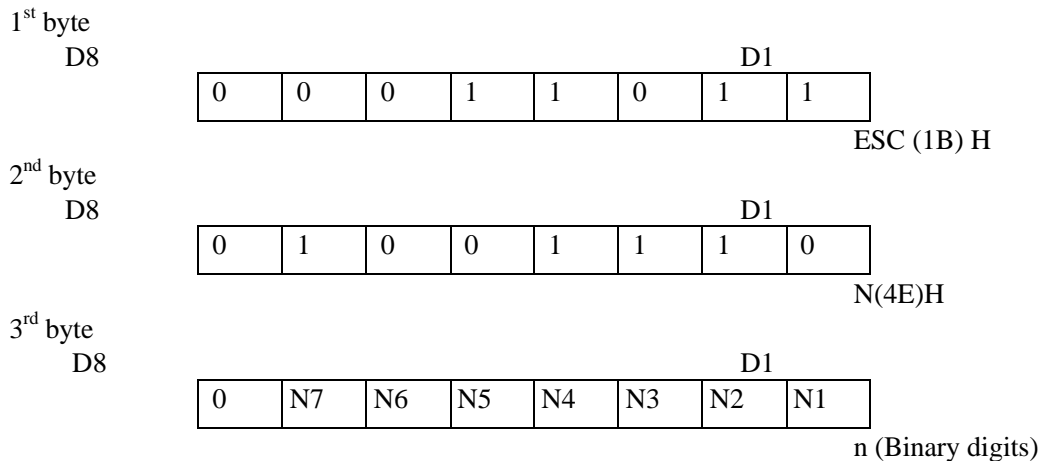 1st byte
D8 D1
0 0 0 1 1 0 1 1
ESC (1B) H
2nd byte
D8 D1
0 1 0 0 1 1 1 0
N(4E)H
3rd byte
D8 D1
0 N7 N6 N5 N4 N3 N2 N1
n (Binary digits)